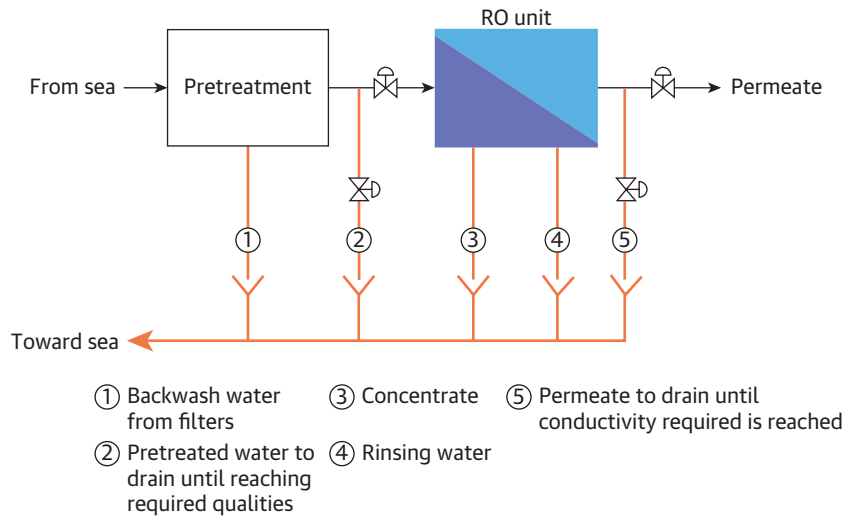 RO unit
From sea
Pretreatment
Permeate
1
2
3
4
5
Toward sea
1 Backwash water
from filters
2 Pretreated water to
drain until reaching
required qualities
3 Concentrate
4 Rinsing water
5 Permeate to drain until
conductivity required is reached